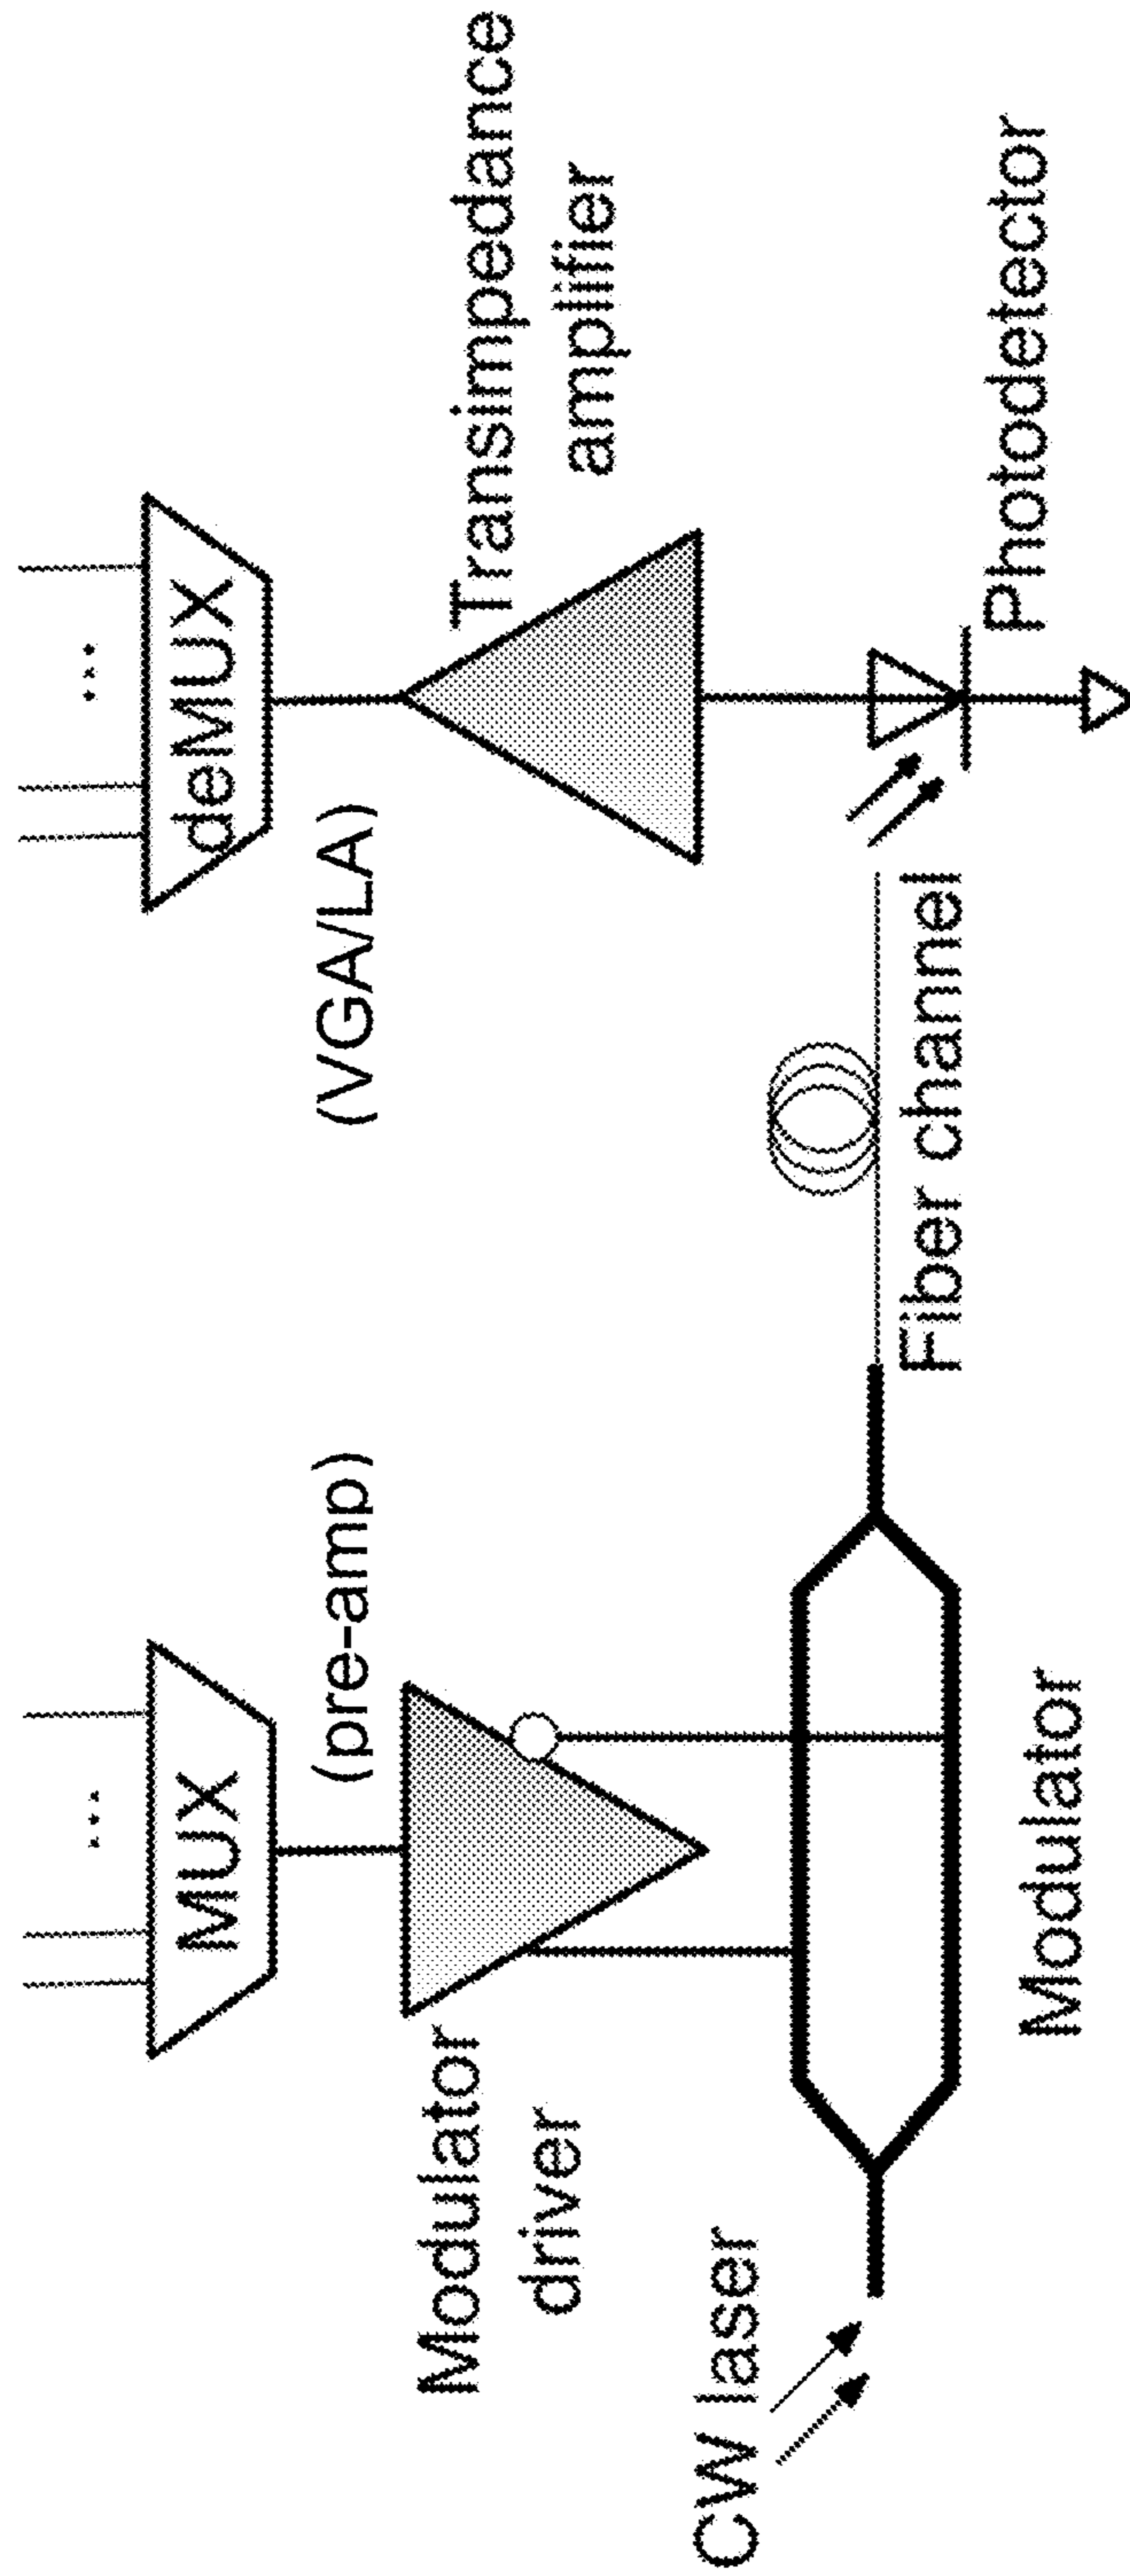 MUX
...
(pre-amp)
Modulator
driver
CW laser
Modulator
Fiber channel
deMUX
...
(VGA/LA)
Transimpedance
amplifier
Photodetector